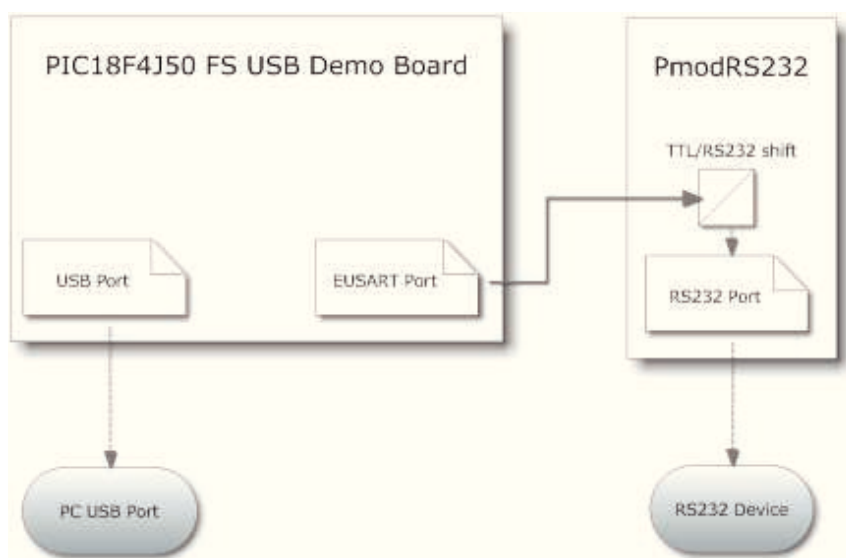 PIC18F4J50 FS USB Demo Board
PmodRS232
TTL/RS232 shift
USB Port
EUSART Port
RS232 Port
PC USB Port
RS232 Device